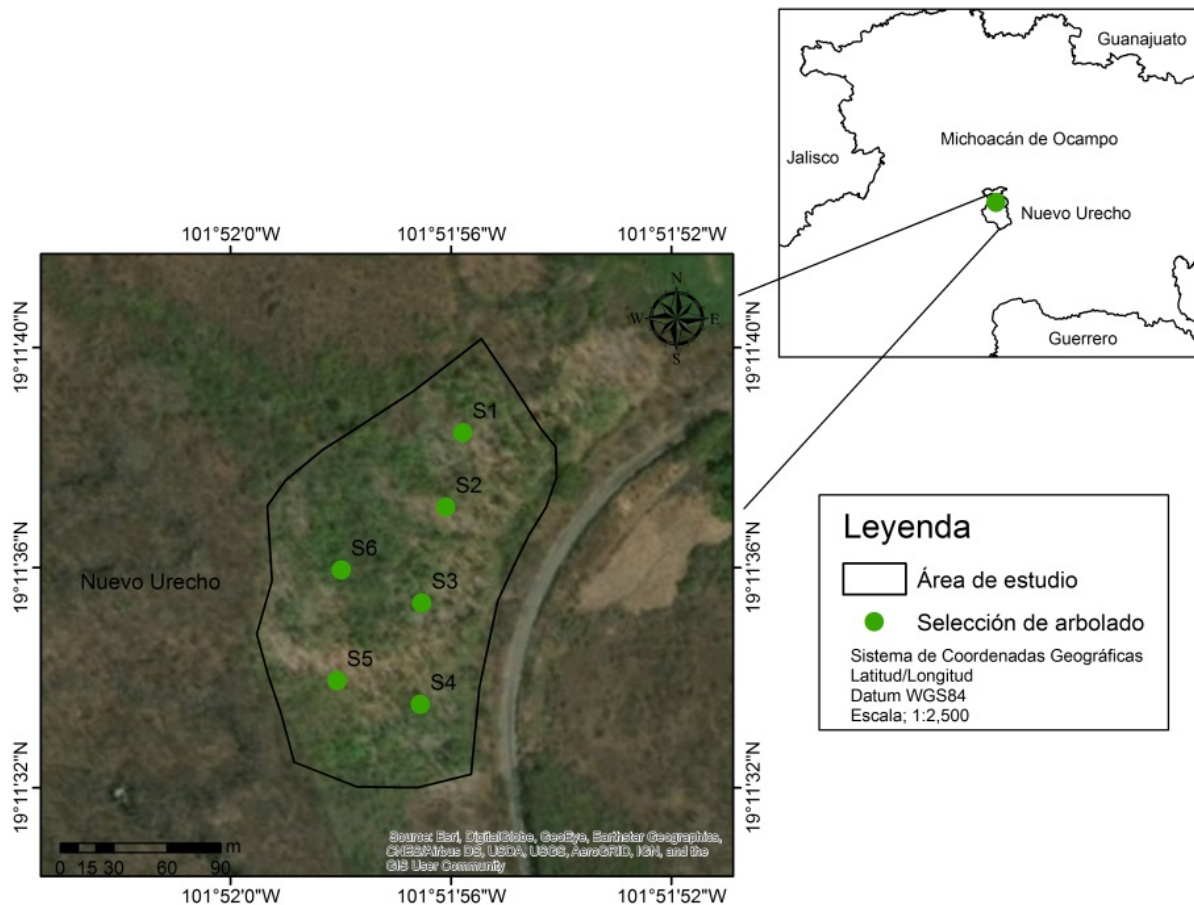 Guanajuato
Michoacán de Ocampo
Jalisco
Nuevo Urecho
Guerrero
101°52'0"W 101°51'56"W 101°51'52"W
19°11'40"N
19°11'36"N
19°11'32"N
19°11'40"N
19°11'36"N
19°11'32"N
N
W E
S
S1
S2
S6
S3
S5
S4
Nuevo Urecho
Source: Esri, DigitalGlobe, GeoEye, Earthstar Geographics,
CNES/Airbus DS, USDA, USGS, AeroGRID, IGN, and the
GIS User Community
m
0 15 30 60 90
101°52'0"W 101°51'56"W 101°51'52"W
Leyenda
Área de estudio
Selección de arbolado
Sistema de Coordenadas Geográficas
Latitud/Longitud
Datum WGS84
Escala; 1:2,500